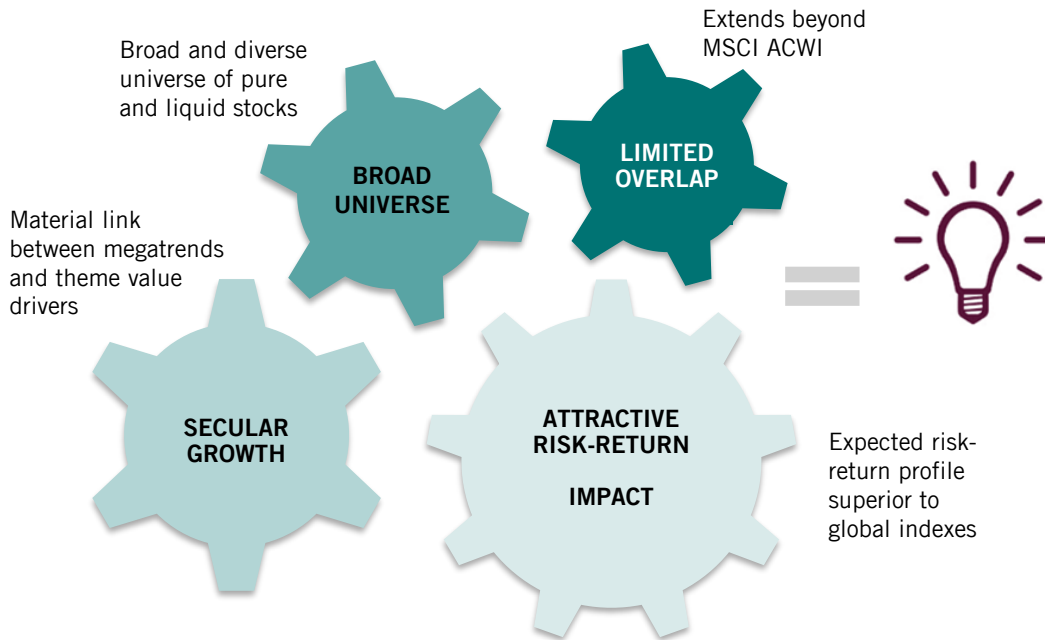 Broad and diverse
universe of pure
and liquid stocks
Extends beyond
MSCI ACWI
BROAD
UNIVERSE
LIMITED
OVERLAP
Material link
between megatrends
and theme value
drivers
SECULAR
GROWTH
ATTRACTIVE
RISK-RETURN
IMPACT
Expected risk-
return profile
superior to
global indexes